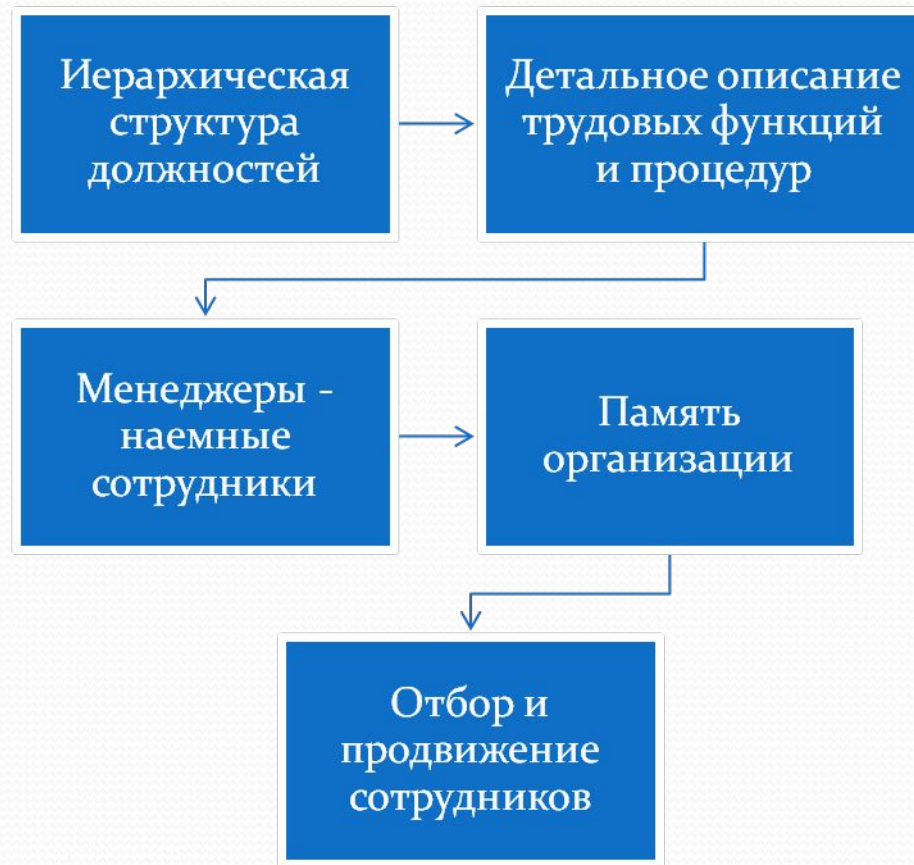 Иерархическая
структура
должностей
Детальное описание
трудовых функций
и процедур
Менеджеры -
наемные
сотрудники
Память
организации
Отбор и
продвижение
сотрудников